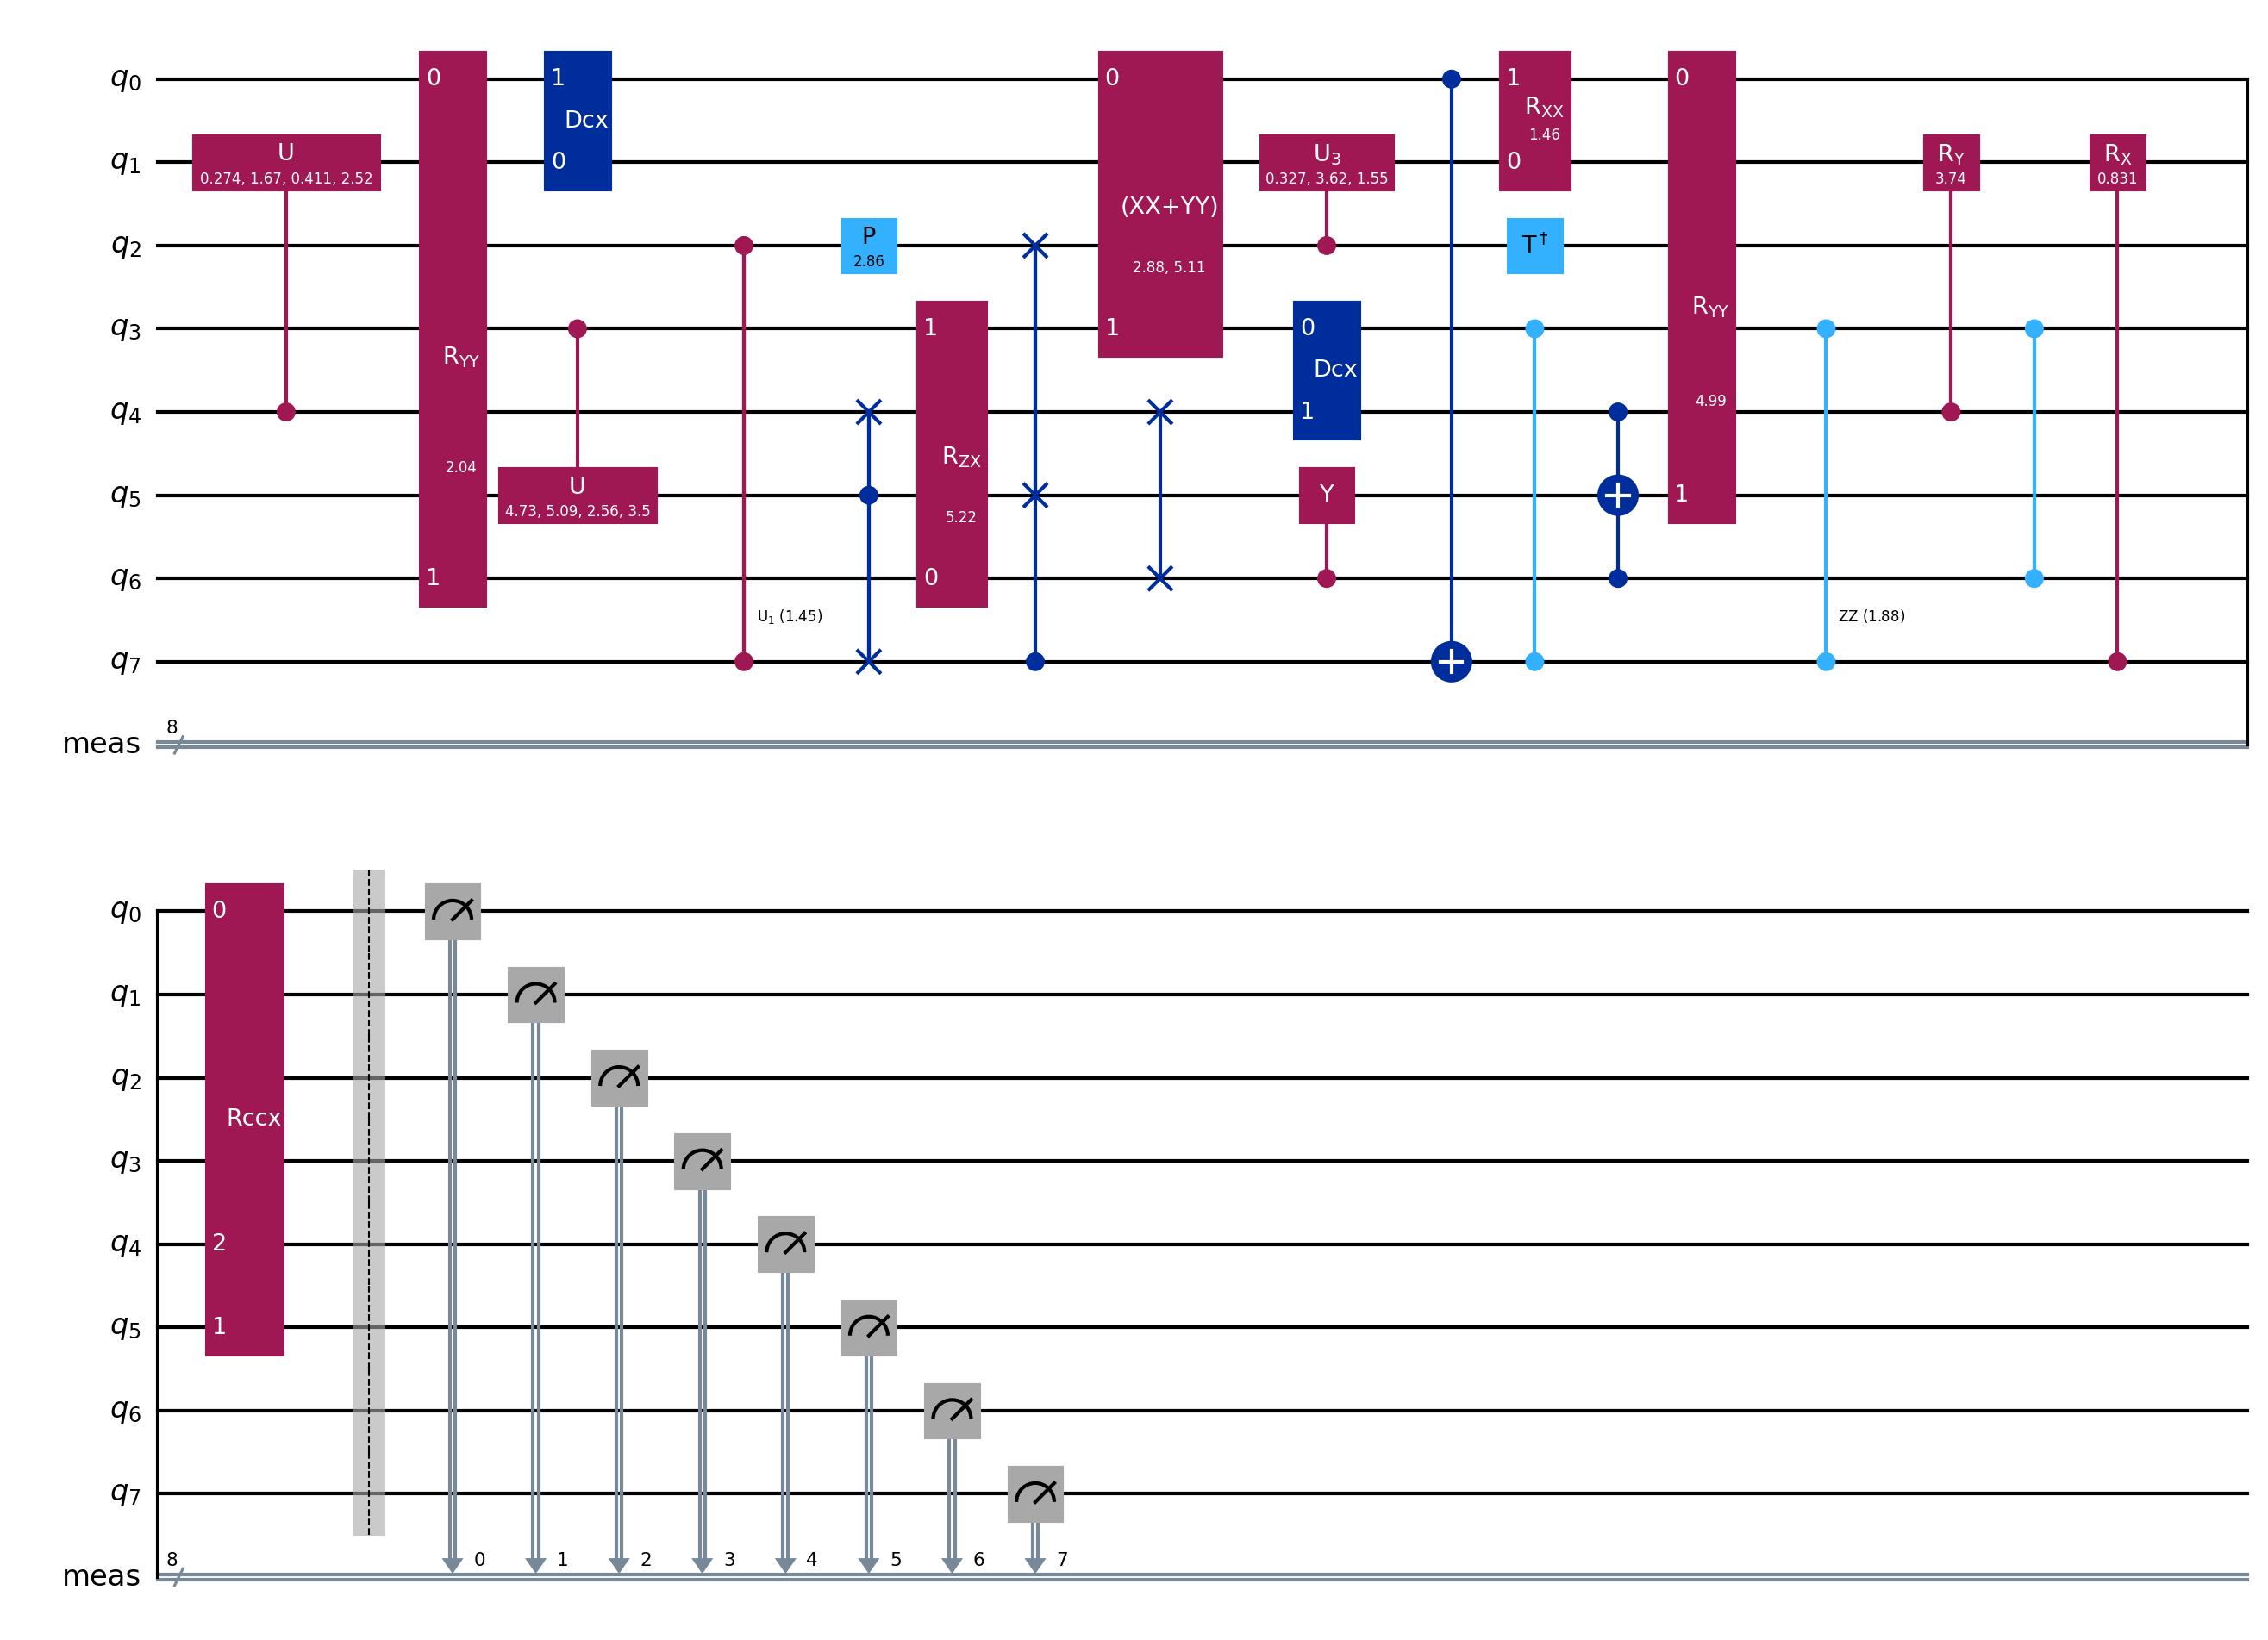 q0 0 1 0 1 0
Dcx RXX
1.46
q1 U 0 U3 0 RY RX
0.274, 1.67, 0.411, 2.52 0.327, 3.62, 1.55 3.74 0.831
(XX+YY)
q2 P T†
2.86 2.88, 5.11
RYY
q3 1 1 0
RYY Dcx
4.99
q4 1
RZX
2.04
q5 U Y 1
4.73, 5.09, 2.56, 3.5 5.22
q6 1 0
U1 (1.45) ZZ (1.88)
q7
8
meas
q0 0
q1
q2
Rccx
q3
q4 2
q5 1
q6
q7
8 0 1 2 3 4 5 6 7
meas